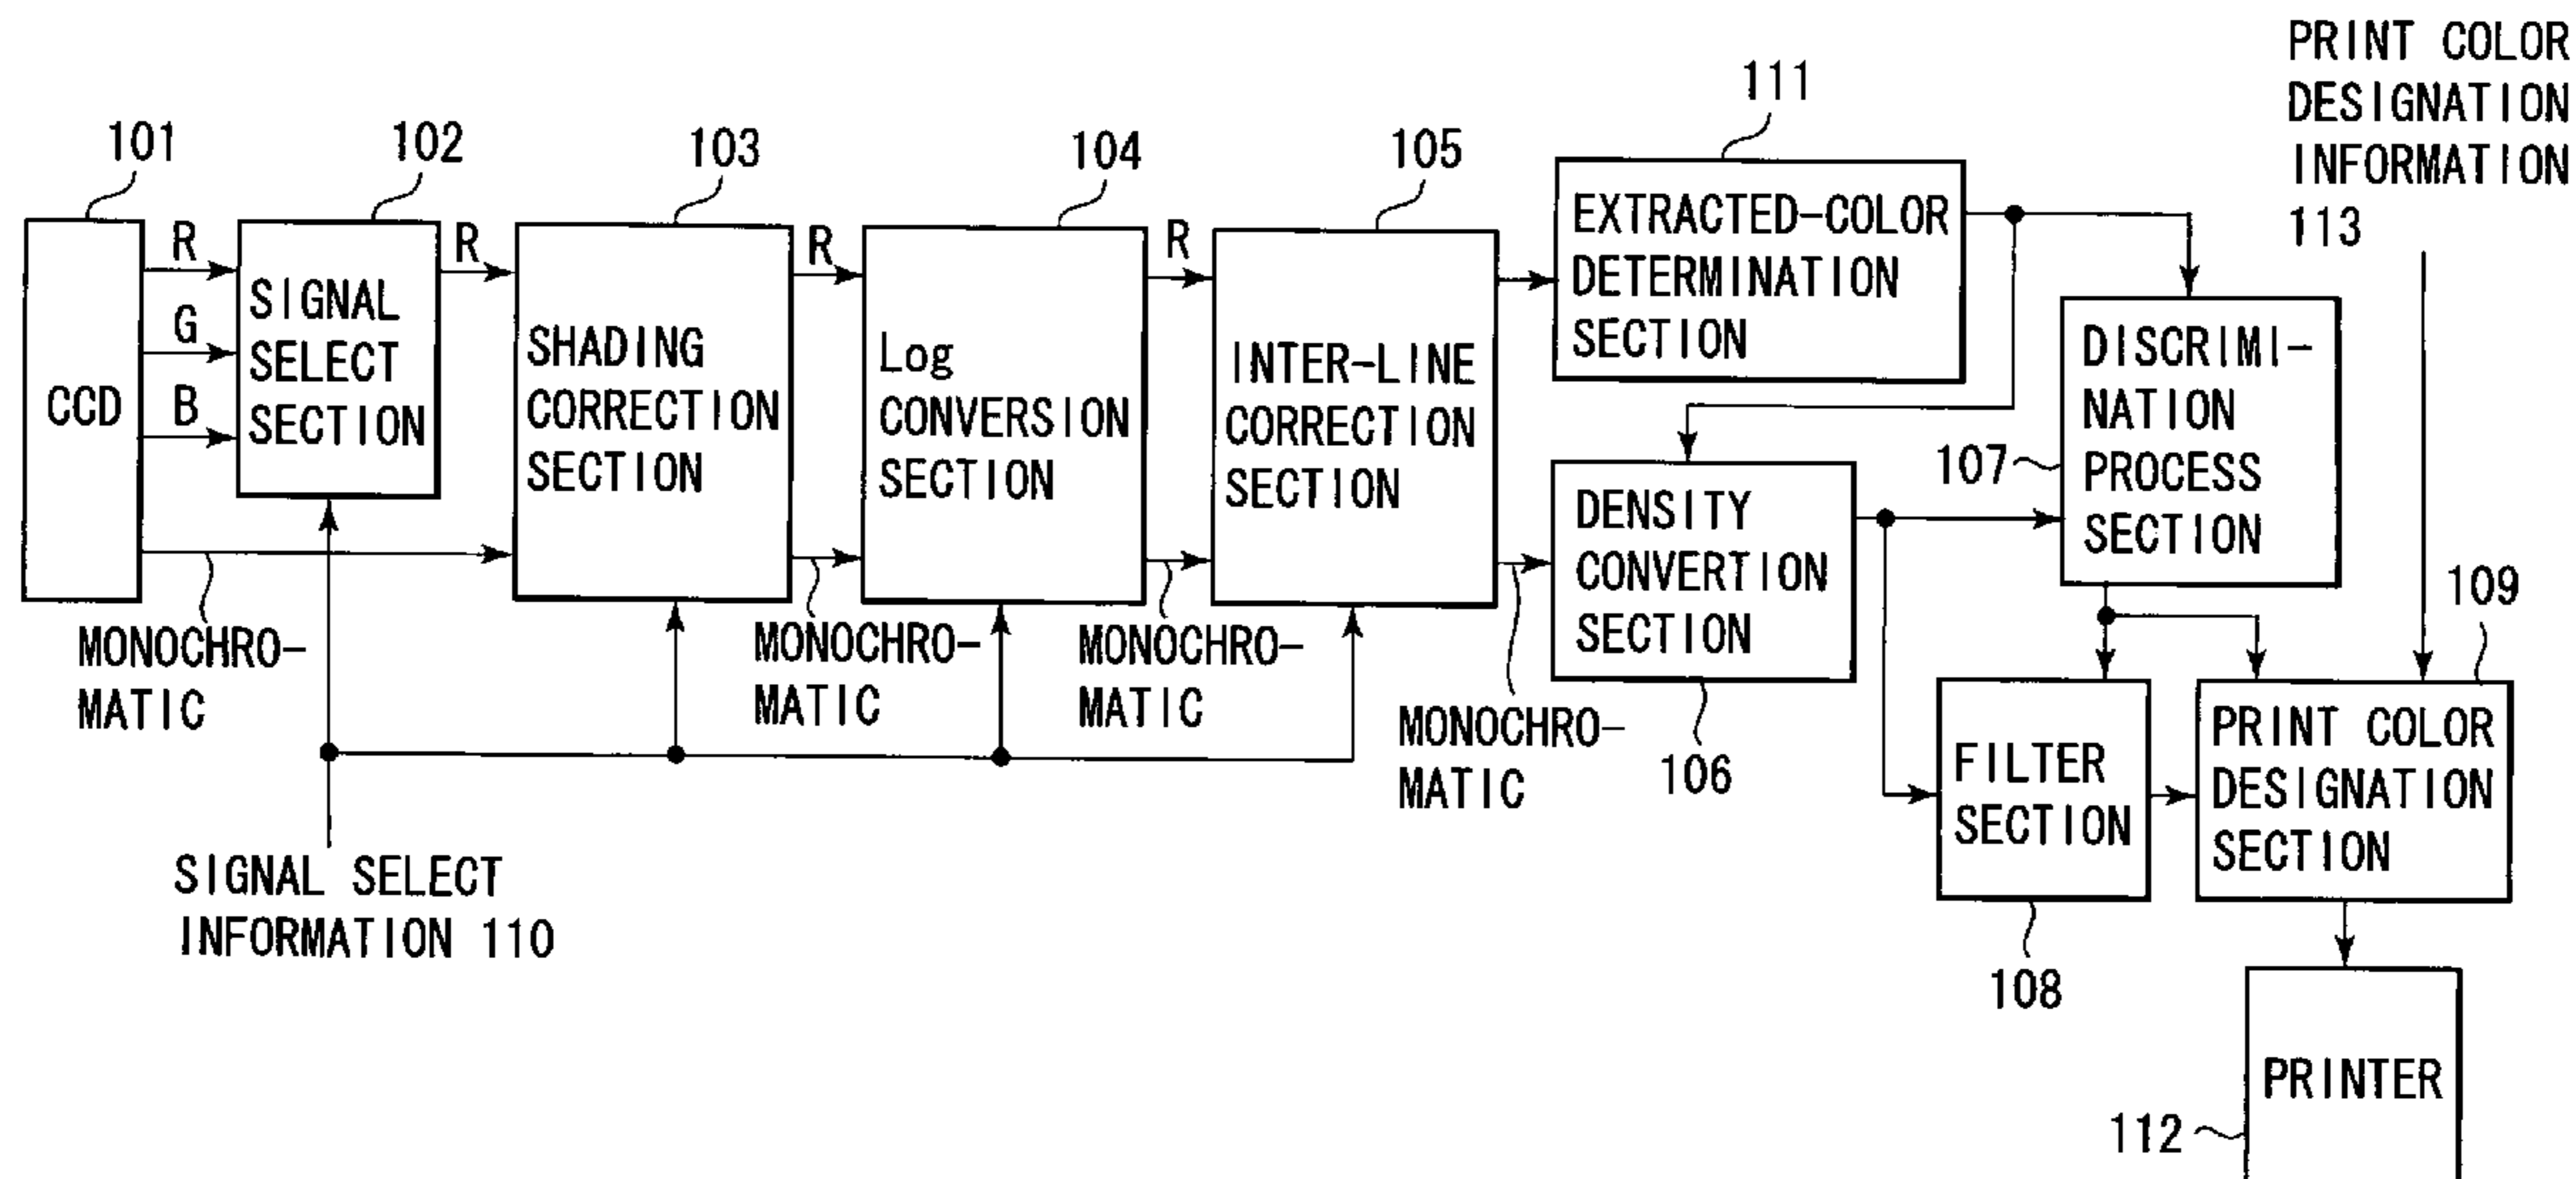 PRINT COLOR
DESIGNATION
INFORMATION
113
101
102
103
104
105
111
CCD
R
G
B
SIGNAL
SELECT
SECTION
R
SHADING
CORRECTION
SECTION
R
Log
CONVERSION
SECTION
R
INTER-LINE
CORRECTION
SECTION
EXTRACTED-COLOR
DETERMINATION
SECTION
107
DISCRIMI-
NATION
PROCESS
SECTION
DENSITY
CONVERTION
SECTION
106
MONOCHRO-
MATIC
MONOCHRO-
MATIC
MONOCHRO-
MATIC
MONOCHRO-
MATIC
SIGNAL SELECT
INFORMATION 110
FILTER
SECTION
108
109
PRINT COLOR
DESIGNATION
SECTION
PRINTER
112